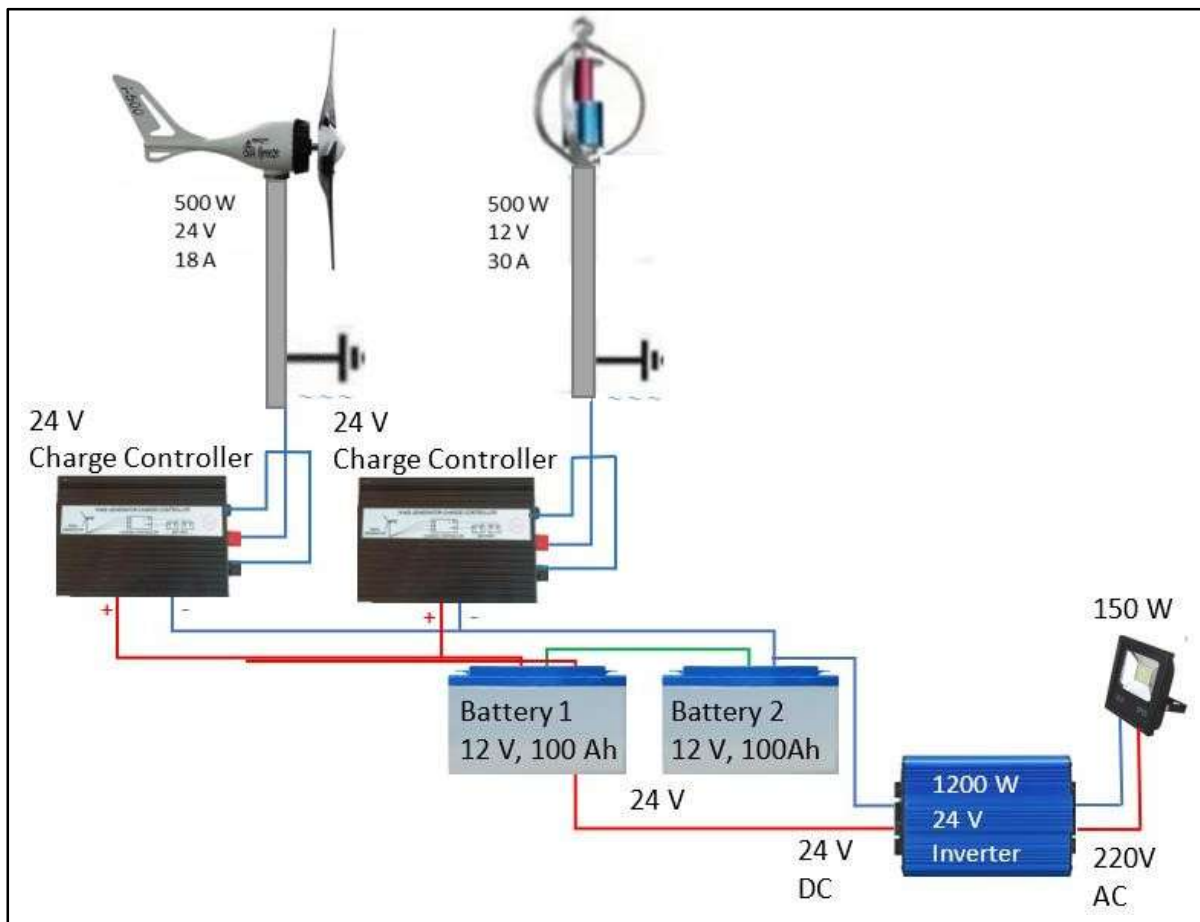 i-500
500 W
24 V
18 A
500 W
12 V
30 A
24 V
Charge Controller
24 V
Charge Controller
+
-
+
-
150 W
Battery 1
12 V, 100 Ah
Battery 2
12 V, 100Ah
24 V
1200 W
24 V
Inverter
24 V
DC
220V
AC